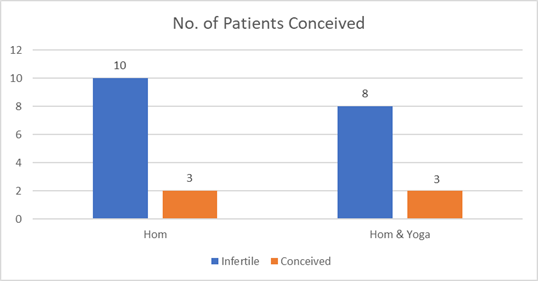 No. of Patients Conceived
12
10
8
6
4
2
0
10
3
8
3
Hom
Hom & Yoga
Infertile
Conceived